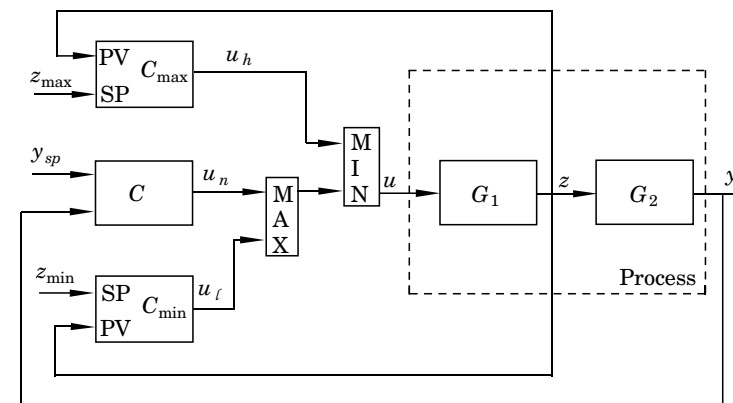 PV
SP
C_max
z_max
u_h
y_sp
C
u_n
M
A
X
M
I
N
u
G_1
z
G_2
y
Process
z_min
SP
PV
C_min
u_ℓ